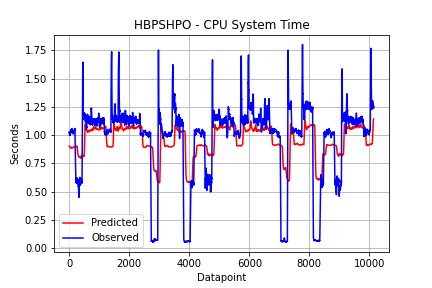 HBPSHPO - CPU System Time
Seconds
1.75
1.50
1.25
1.00
0.75
0.50
0.25
0.00
Predicted
Observed
0 2000 4000 6000 8000 10000
Datapoint